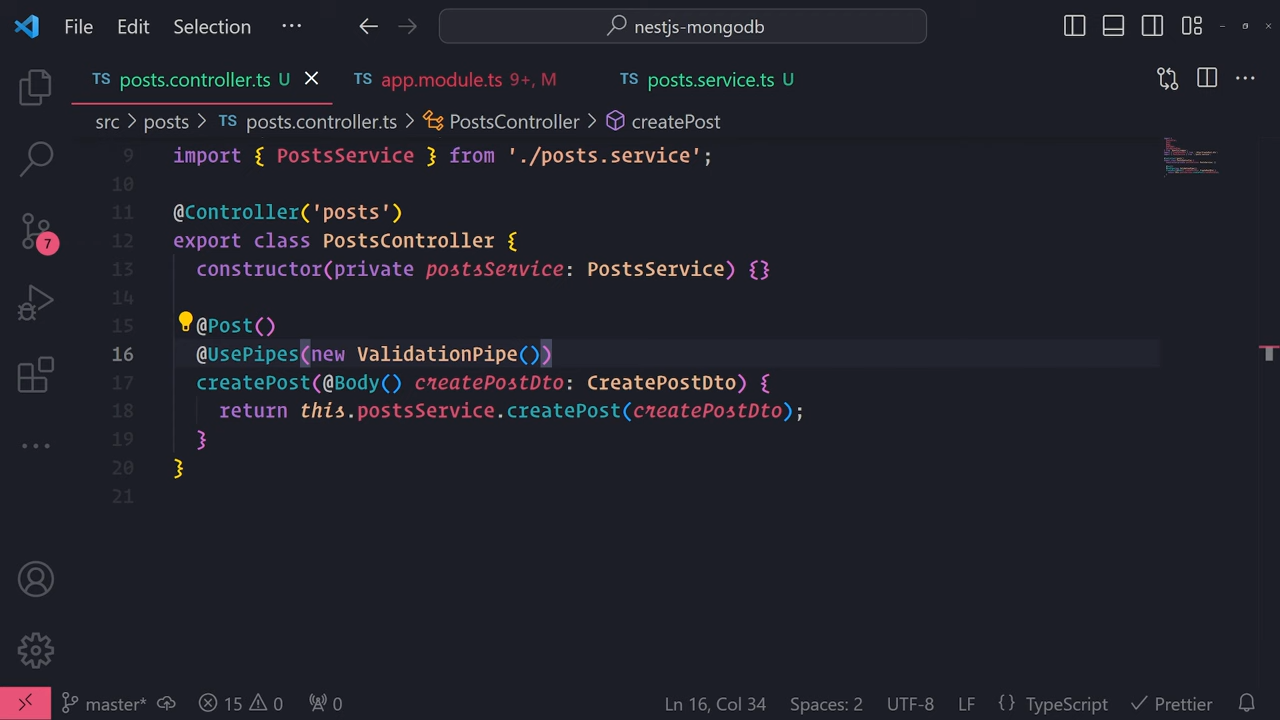 File Edit Selection ··· nestjs-mongodb
TS posts.controller.ts U TS app.module.ts 9+, M TS posts.service.ts U
src > posts > TS posts.controller.ts > PostsController > createPost
9 import { PostsService } from './posts.service';
10
11 @Controller('posts')
12 export class PostsController {
13 constructor(private postsService: PostsService) {}
14
15 @Post()
16 @UsePipes(new ValidationPipe())
17 createPost(@Body() createPostDto: CreatePostDto) {
18 return this.postsService.createPost(createPostDto);
19 }
20 }
21
7
master* 15 0 0 Ln 16, Col 34 Spaces: 2 UTF-8 LF {} TypeScript Prettier